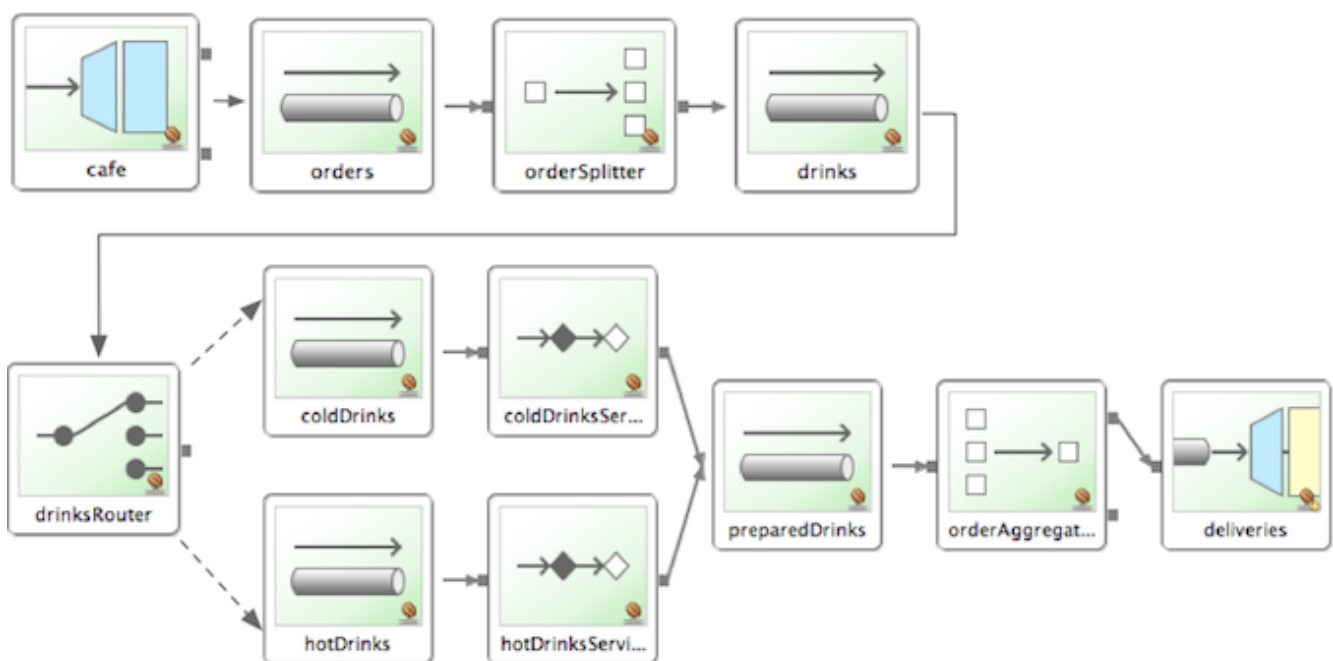 cafe
orders
orderSplitter
drinks
drinksRouter
coldDrinks
coldDrinksSer...
hotDrinks
hotDrinksServi...
preparedDrinks
orderAggregat...
deliveries